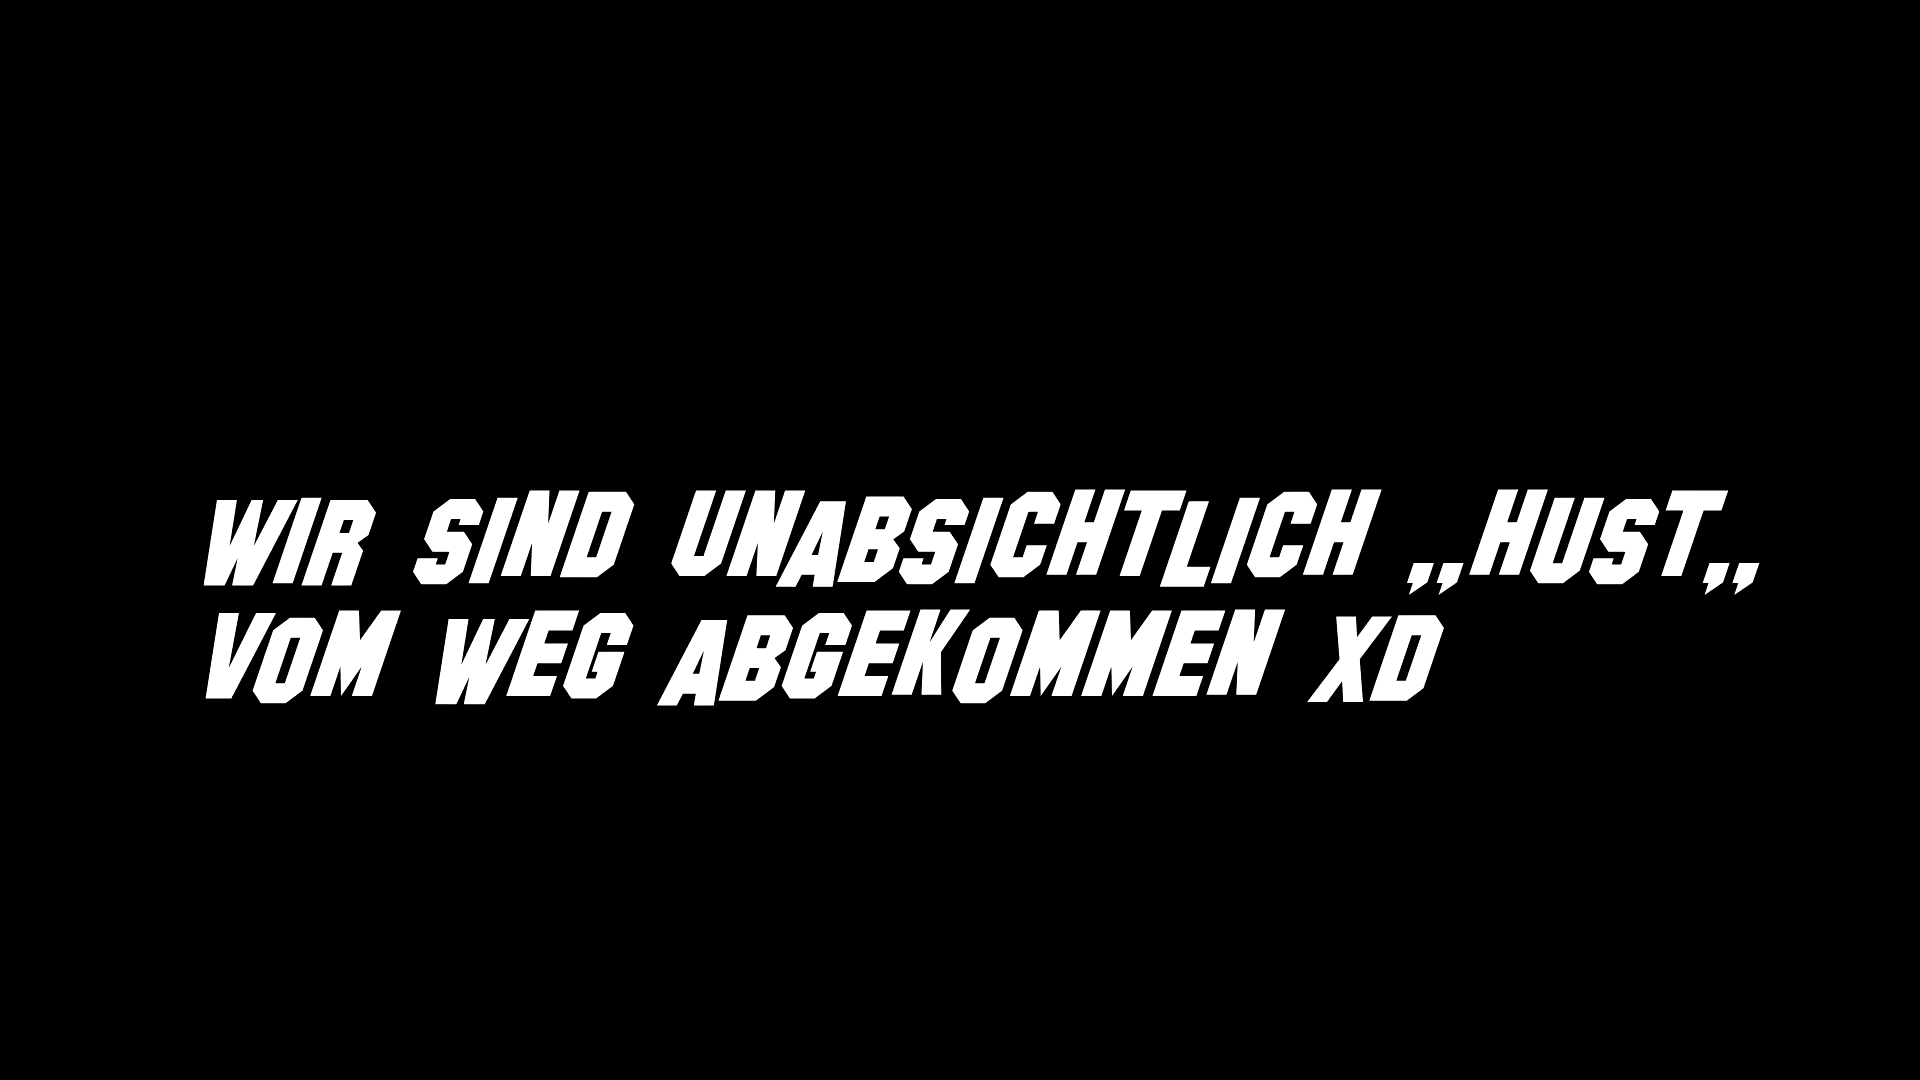 WIR SIND UNABSICHTLICH ,,HUST,,
VOM WEG ABGEKOMMEN XD